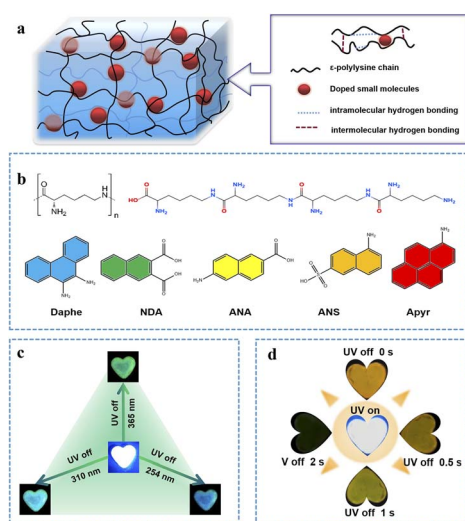 a
ε-polylysine chain
Doped small molecules
intramolecular hydrogen bonding
intermolecular hydrogen bonding
b
O
H
N
NH2
n
O
HO
NH2
H
N
O
NH2
H
N
O
NH2
H
N
O
NH2
NH2
NH2
NH2
O
OH
OH
O
H2N
O
OH
NH2
O
S
HO
O
NH2
Daphe NDA ANA ANS Apyr
c
UV off
365 nm
UV off
310 nm
UV off
254 nm
d
UV off 0 s
UV on
V off 2 s
UV off 0.5 s
UV off 1 s